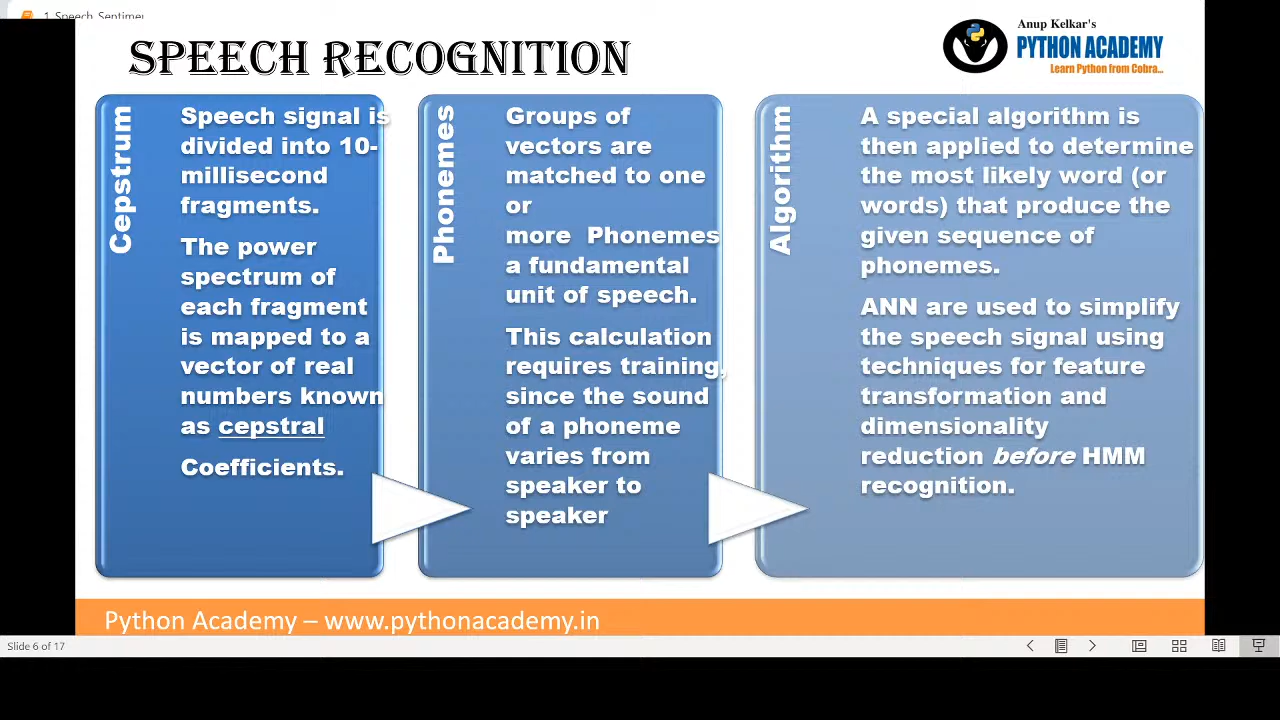 1 Speech Sentime
SPEECH RECOGNITION
Anup Kelkar's
PYTHON ACADEMY
Learn Python from Cobra...
Cepstrum
Speech signal is
divided into 10-
millisecond
fragments.
The power
spectrum of
each fragment
is mapped to a
vector of real
numbers known
as cepstral
Coefficients.
Phonemes
Groups of
vectors are
matched to one
or
more Phonemes
a fundamental
unit of speech.
This calculation
requires training,
since the sound
of a phoneme
varies from
speaker to
speaker
Algorithm
A special algorithm is
then applied to determine
the most likely word (or
words) that produce the
given sequence of
phonemes.
ANN are used to simplify
the speech signal using
techniques for feature
transformation and
dimensionality
reduction before HMM
recognition.
Python Academy – www.pythonacademy.in
Slide 6 of 17